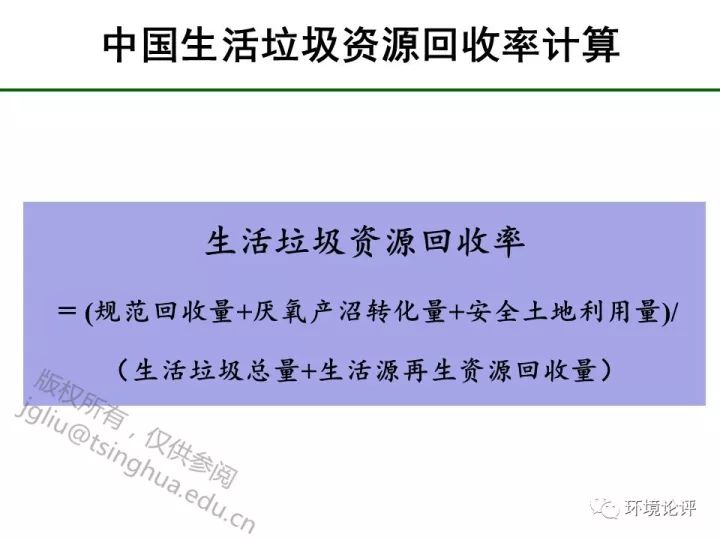 中国生活垃圾资源回收率计算
生活垃圾资源回收率
= (规范回收量+厌氧产沼转化量+安全土地利用量)/
（生活垃圾总量+生活源再生资源回收量）
版权所有，仅供参阅
jgliu@tsinghua.edu.cn
环境论评